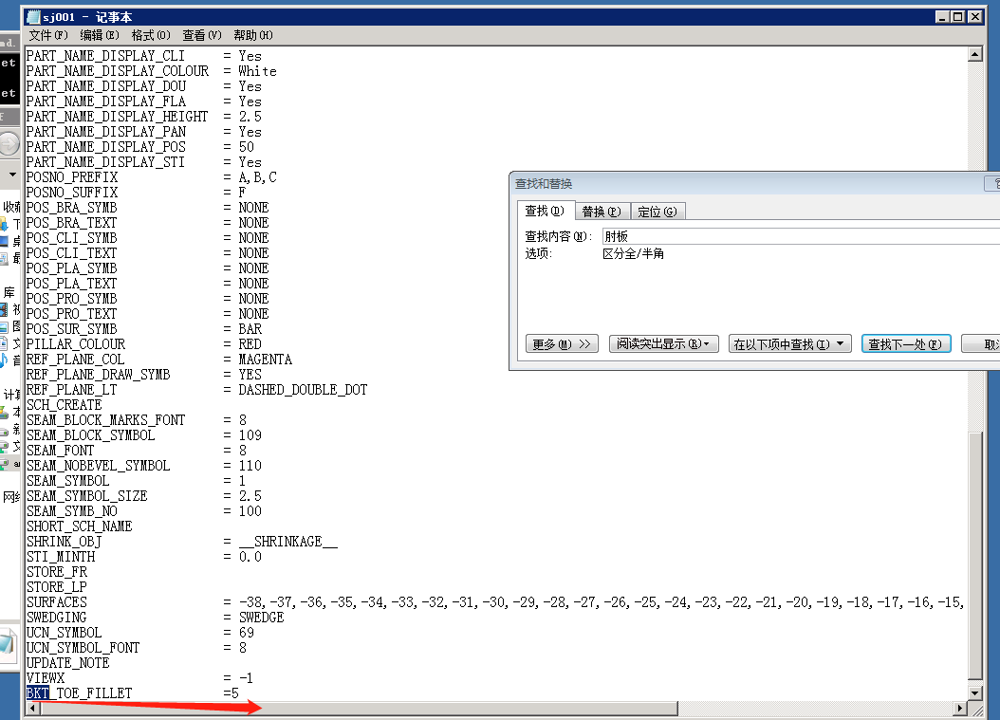 sj001 - 记事本
文件(F) 编辑(E) 格式(O) 查看(V) 帮助(H)
PART_NAME_DISPLAY_CLI = Yes
PART_NAME_DISPLAY_COLOUR = White
PART_NAME_DISPLAY_DOU = Yes
PART_NAME_DISPLAY_FLA = Yes
PART_NAME_DISPLAY_HEIGHT = 2.5
PART_NAME_DISPLAY_PAN = Yes
PART_NAME_DISPLAY_POS = 50
PART_NAME_DISPLAY_STI = Yes
POSNO_PREFIX = A,B,C
POSNO_SUFFIX = F
POS_BRA_SYMB = NONE
POS_BRA_TEXT = NONE
POS_CLI_SYMB = NONE
POS_CLI_TEXT = NONE
POS_PLA_SYMB = NONE
POS_PLA_TEXT = NONE
POS_PRO_SYMB = NONE
POS_PRO_TEXT = NONE
POS_SUR_SYMB = BAR
PILLAR_COLOUR = RED
REF_PLANE_COL = MAGENTA
REF_PLANE_DRAW_SYMB = YES
REF_PLANE_LT = DASHED_DOUBLE_DOT
SCH_CREATE
SEAM_BLOCK_MARKS_FONT = 8
SEAM_BLOCK_SYMBOL = 109
SEAM_FONT = 8
SEAM_NOBEVEL_SYMBOL = 110
SEAM_SYMBOL = 1
SEAM_SYMBOL_SIZE = 2.5
SEAM_SYMB_NO = 100
SHORT_SCH_NAME
SHRINK_OBJ = __SHRINKAGE__
STI_MINTH = 0.0
STORE_FR
STORE_LP
SURFACES = -38,-37,-36,-35,-34,-33,-32,-31,-30,-29,-28,-27,-26,-25,-24,-23,-22,-21,-20,-19,-18,-17,-16,-15,
SWEDGING = SWEDGE
UCN_SYMBOL = 69
UCN_SYMBOL_FONT = 8
UPDATE_NOTE
VIEWX = -1
BKT_TOE_FILLET =5
查找和替换
查找(D) 替换(P) 定位(G)
查找内容(N): 肘板
选项: 区分全/半角
更多(M) >> 阅读突出显示(R) 在以下项中查找(I) 查找下一处(F)
et
et
库
网络